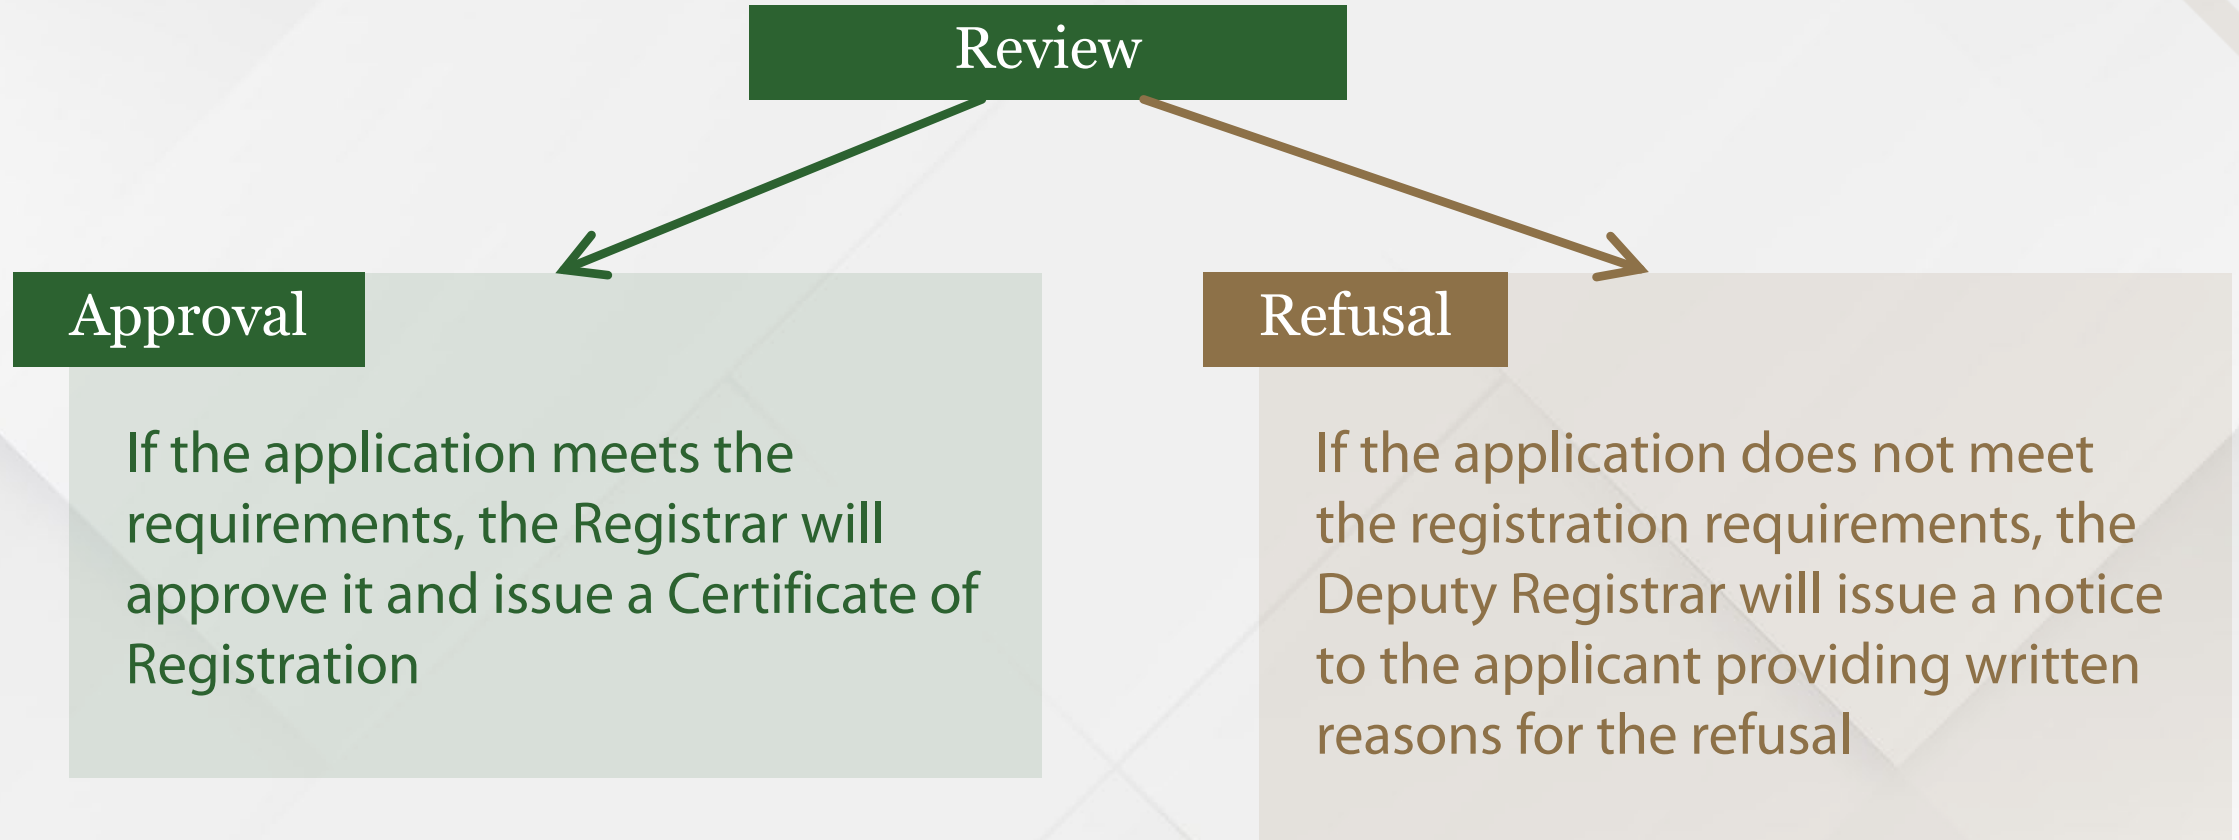 Review
Approval
If the application meets the
requirements, the Registrar will
approve it and issue a Certificate of
Registration
Refusal
If the application does not meet
the registration requirements, the
Deputy Registrar will issue a notice
to the applicant providing written
reasons for the refusal